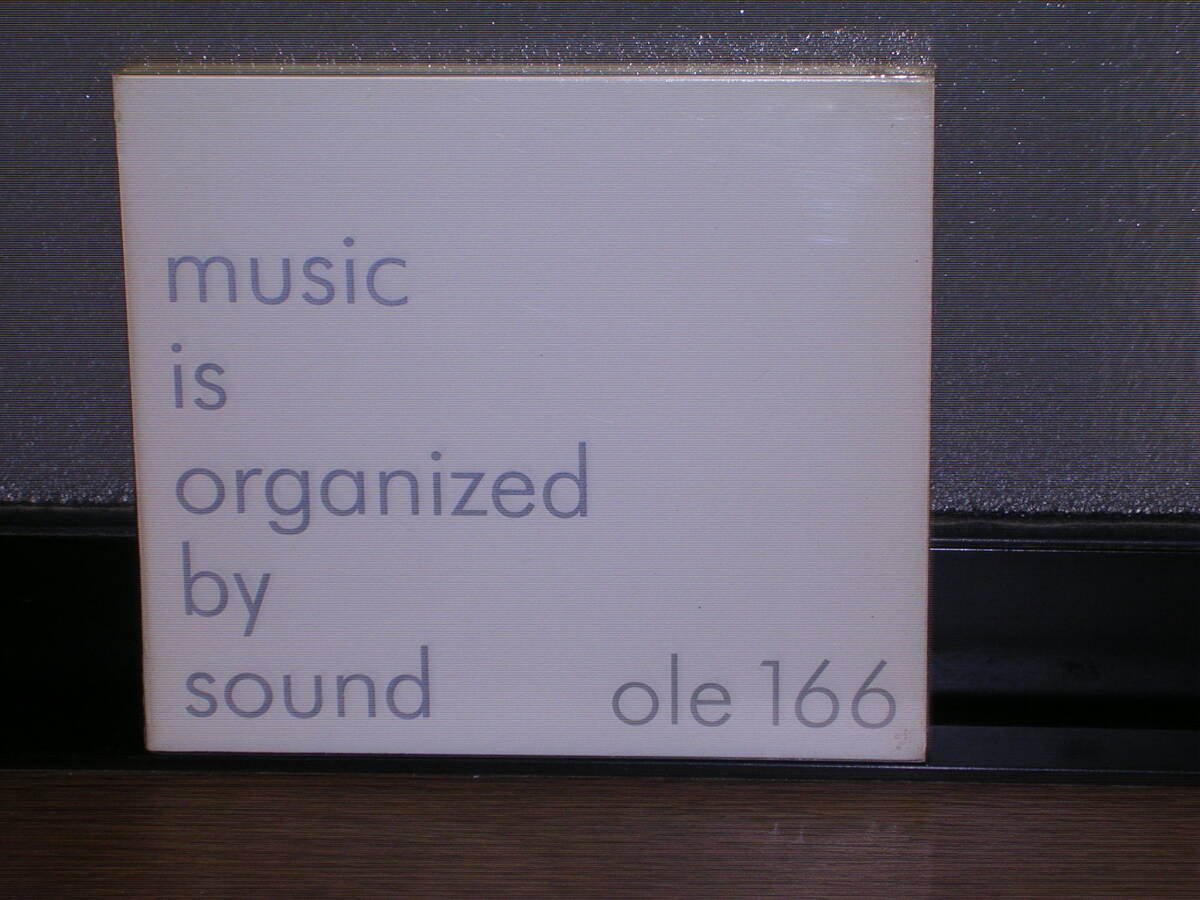 music
is
organized
by
sound
ole 166